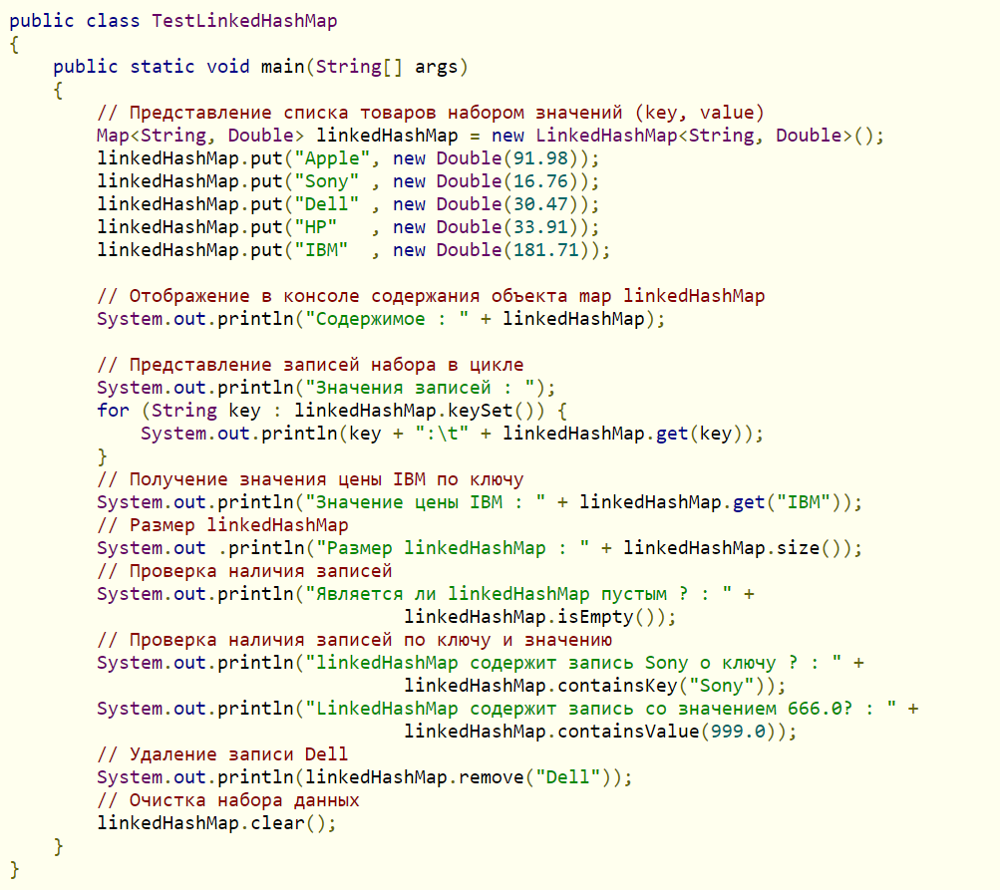 public class TestLinkedHashMap
{
    public static void main(String[] args)
    {
        // Представление списка товаров набором значений (key, value)
        Map<String, Double> linkedHashMap = new LinkedHashMap<String, Double>();
        linkedHashMap.put("Apple", new Double(91.98));
        linkedHashMap.put("Sony" , new Double(16.76));
        linkedHashMap.put("Dell" , new Double(30.47));
        linkedHashMap.put("HP"   , new Double(33.91));
        linkedHashMap.put("IBM"  , new Double(181.71));

        // Отображение в консоле содержания объекта map linkedHashMap
        System.out.println("Содержимое : " + linkedHashMap);

        // Представление записей набора в цикле
        System.out.println("Значения записей : ");
        for (String key : linkedHashMap.keySet()) {
            System.out.println(key + ":\t" + linkedHashMap.get(key));
        }
        // Получение значения цены IBM по ключу
        System.out.println("Значение цены IBM : " + linkedHashMap.get("IBM"));
        // Размер linkedHashMap
        System.out .println("Размер linkedHashMap : " + linkedHashMap.size());
        // Проверка наличия записей
        System.out.println("Является ли linkedHashMap пустым ? : " +
                                    linkedHashMap.isEmpty());
        // Проверка наличия записей по ключу и значению
        System.out.println("linkedHashMap содержит запись Sony о ключу ? : " +
                                    linkedHashMap.containsKey("Sony"));
        System.out.println("LinkedHashMap содержит запись со значением 666.0? : " +
                                    linkedHashMap.containsValue(999.0));
        // Удаление записи Dell
        System.out.println(linkedHashMap.remove("Dell"));
        // Очистка набора данных
        linkedHashMap.clear();
    }
}